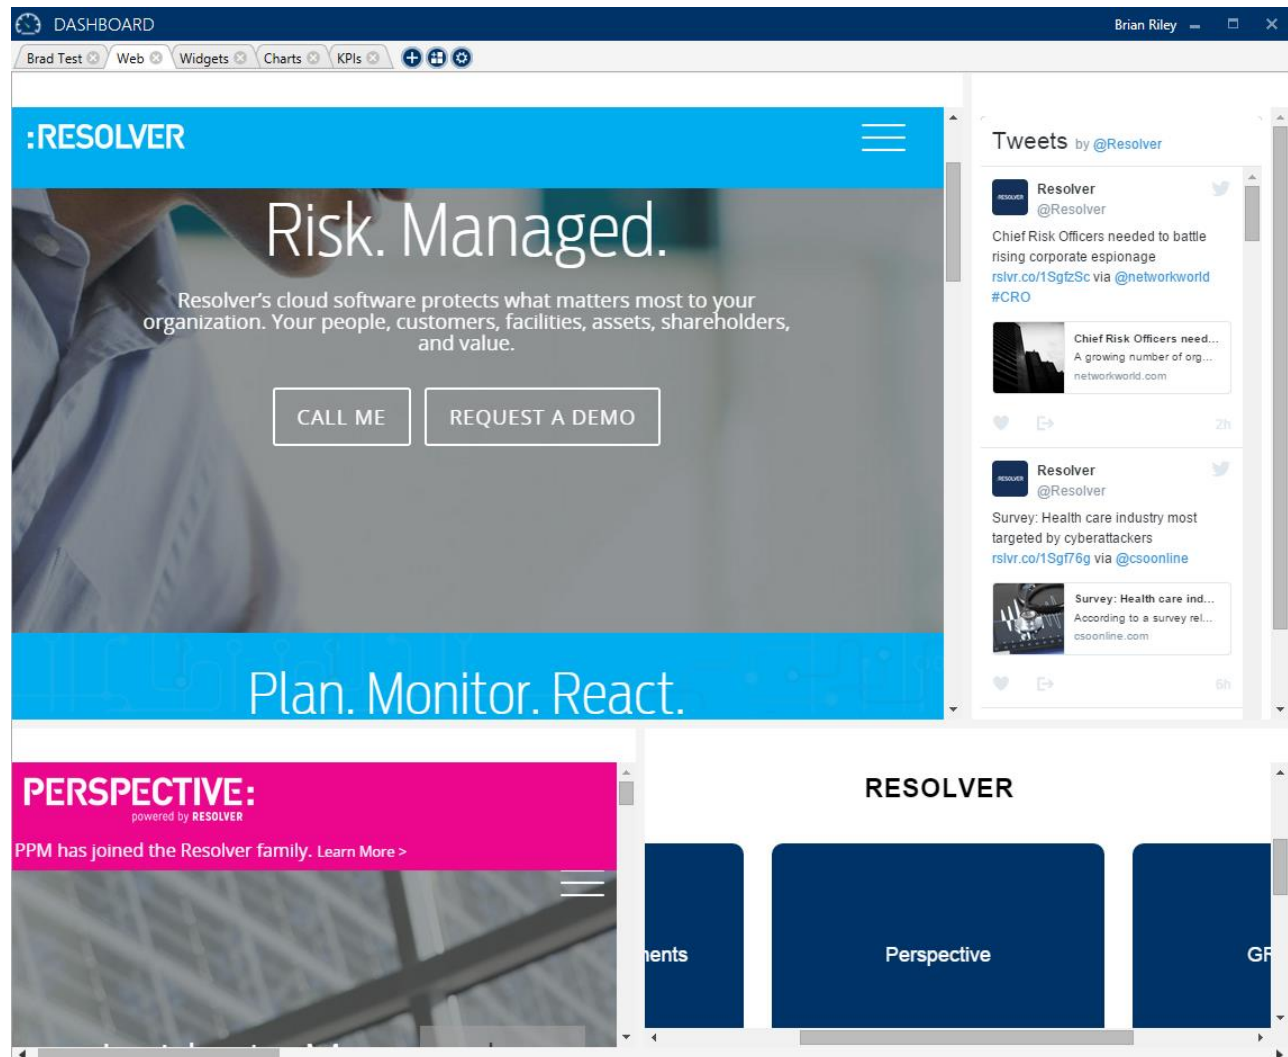 DASHBOARD
Brian Riley
Brad Test
Web
Widgets
Charts
KPIs
:RESOLVER
Risk. Managed.
Resolver's cloud software protects what matters most to your
organization. Your people, customers, facilities, assets, shareholders,
and value.
CALL ME
REQUEST A DEMO
Plan. Monitor. React.
Tweets by @Resolver
RESOLVER
Resolver
@Resolver
Chief Risk Officers needed to battle
rising corporate espionage
rslvr.co/1SgfzSc via @networkworld
#CRO
Chief Risk Officers need...
A growing number of org...
networkworld.com
2h
RESOLVER
Resolver
@Resolver
Survey: Health care industry most
targeted by cyberattackers
rslvr.co/1Sgf76g via @csoonline
Survey: Health care ind...
According to a survey rel...
csoonline.com
6h
PERSPECTIVE:
powered by RESOLVER
PPM has joined the Resolver family. Learn More >
RESOLVER
nents
Perspective
GR